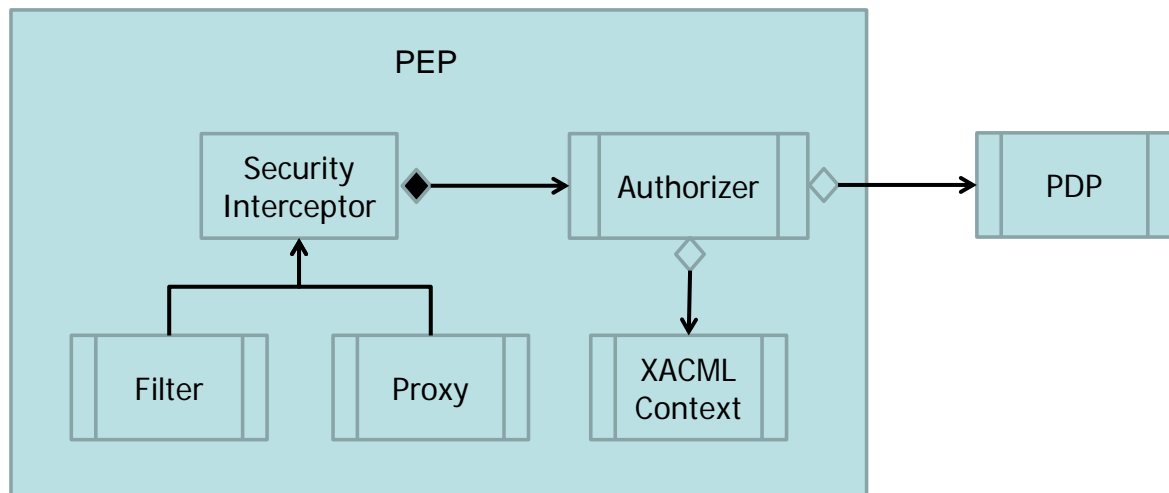 PEP
Security
Interceptor
Authorizer
PDP
Filter
Proxy
XACML
Context